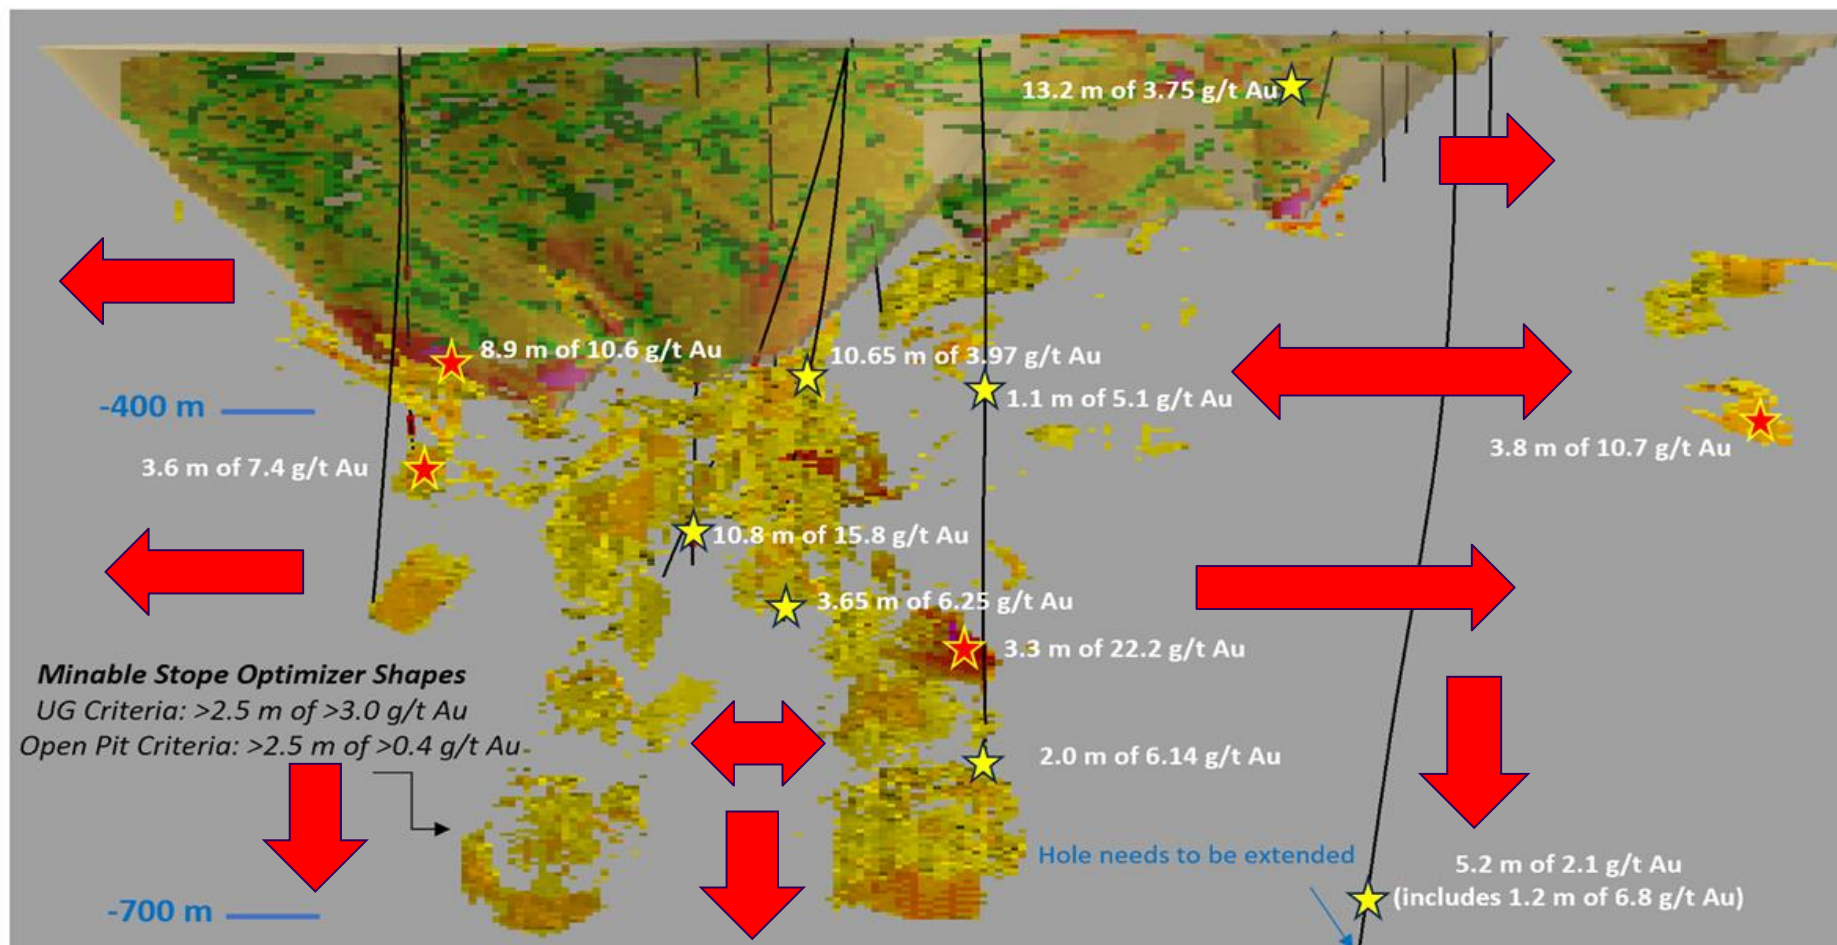 13.2 m of 3.75 g/t Au
8.9 m of 10.6 g/t Au
10.65 m of 3.97 g/t Au
-400 m
1.1 m of 5.1 g/t Au
3.8 m of 10.7 g/t Au
3.6 m of 7.4 g/t Au
10.8 m of 15.8 g/t Au
3.65 m of 6.25 g/t Au
3.3 m of 22.2 g/t Au
Minable Stope Optimizer Shapes
UG Criteria: >2.5 m of >3.0 g/t Au
Open Pit Criteria: >2.5 m of >0.4 g/t Au
2.0 m of 6.14 g/t Au
Hole needs to be extended
5.2 m of 2.1 g/t Au
(includes 1.2 m of 6.8 g/t Au)
-700 m